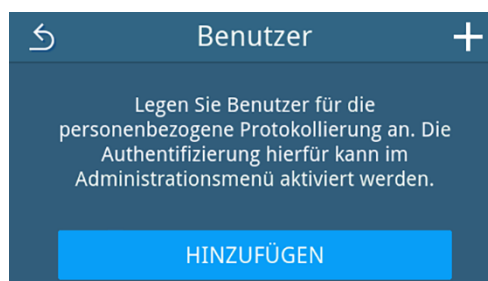 Benutzer
Legen Sie Benutzer für die
personenbezogene Protokollierung an. Die
Authentifizierung hierfür kann im
Administrationsmenü aktiviert werden.
HINZUFÜGEN